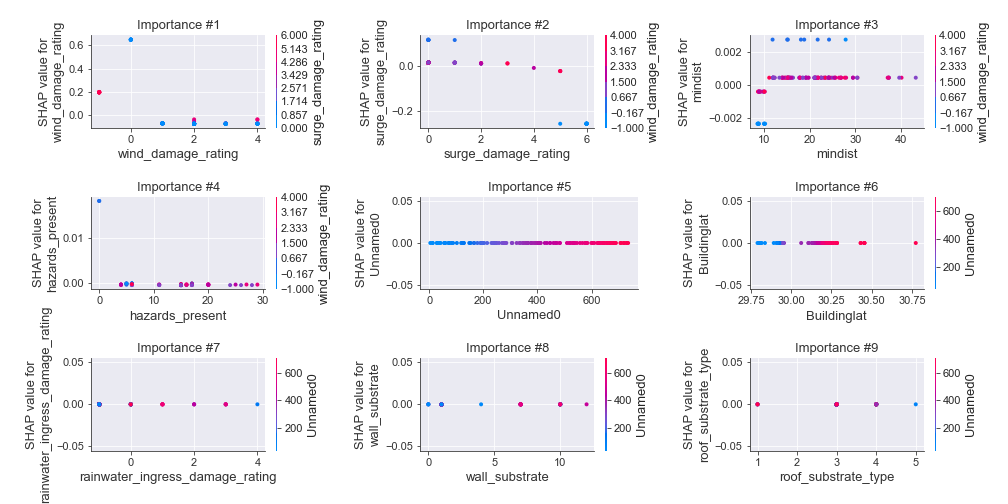 Importance #1
SHAP value for
wind_damage_rating
0.6
0.4
0.2
0.0
0
2
4
wind_damage_rating
6.000
5.143
4.286
3.429
2.571
1.714
0.857
0.000
surge_damage_rating
Importance #2
SHAP value for
surge_damage_rating
0.0
−0.2
0
2
4
6
surge_damage_rating
4.000
3.167
2.333
1.500
0.667
−0.167
−1.000
wind_damage_rating
Importance #3
SHAP value for
mindist
0.002
0.000
−0.002
10
20
30
40
mindist
4.000
3.167
2.333
1.500
0.667
−0.167
−1.000
wind_damage_rating
Importance #4
SHAP value for
hazards_present
0.01
0.00
0
10
20
30
hazards_present
4.000
3.167
2.333
1.500
0.667
−0.167
−1.000
wind_damage_rating
Importance #5
SHAP value for
Unnamed0
0.05
0.00
−0.05
0
200
400
600
Unnamed0
Importance #6
SHAP value for
Buildinglat
0.05
0.00
−0.05
29.75
30.00
30.25
30.50
30.75
Buildinglat
600
400
200
Unnamed0
Importance #7
SHAP value for
rainwater_ingress_damage_rating
0.05
0.00
−0.05
0
2
4
rainwater_ingress_damage_rating
600
400
200
Unnamed0
Importance #8
SHAP value for
wall_substrate
0.05
0.00
−0.05
0
5
10
wall_substrate
600
400
200
Unnamed0
Importance #9
SHAP value for
roof_substrate_type
0.05
0.00
−0.05
1
2
3
4
5
roof_substrate_type
600
400
200
Unnamed0